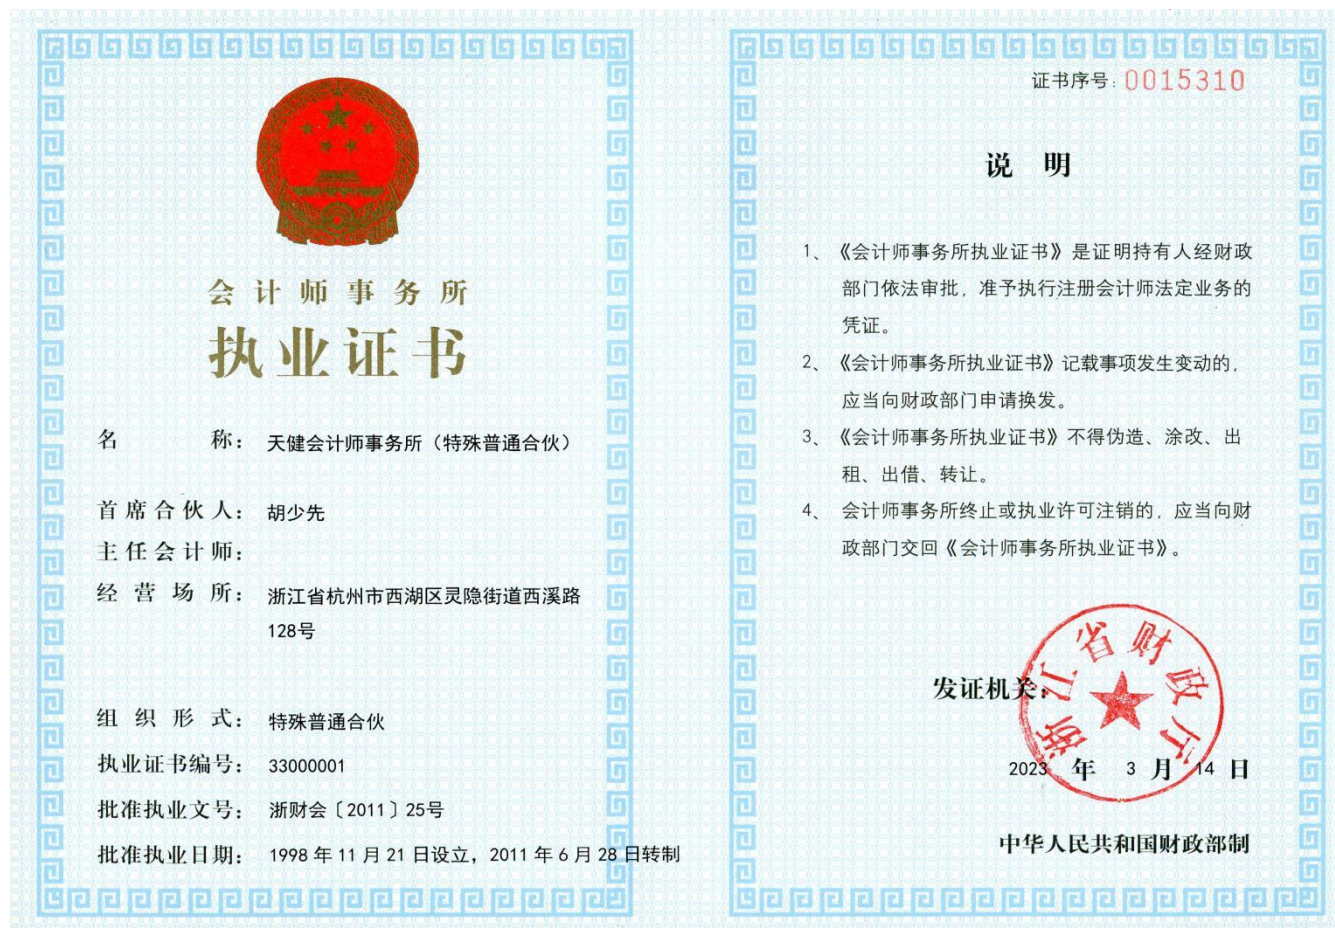 会计师事务所
执业证书
名 称： 天健会计师事务所（特殊普通合伙）
首席合伙人： 胡少先
主任会计师：
经营场所： 浙江省杭州市西湖区灵隐街道西溪路
128号
组织形式： 特殊普通合伙
执业证书编号： 33000001
批准执业文号： 浙财会〔2011〕25号
批准执业日期： 1998 年 11 月 21 日设立，2011 年 6 月 28 日转制
证书序号：0015310
说 明
1、《会计师事务所执业证书》是证明持有人经财政
部门依法审批，准予执行注册会计师法定业务的
凭证。
2、《会计师事务所执业证书》记载事项发生变动的，
应当向财政部门申请换发。
3、《会计师事务所执业证书》不得伪造、涂改、出
租、出借、转让。
4、 会计师事务所终止或执业许可注销的，应当向财
政部门交回《会计师事务所执业证书》。
发证机关：
浙江省财政厅
2023 年 3 月 14 日
中华人民共和国财政部制